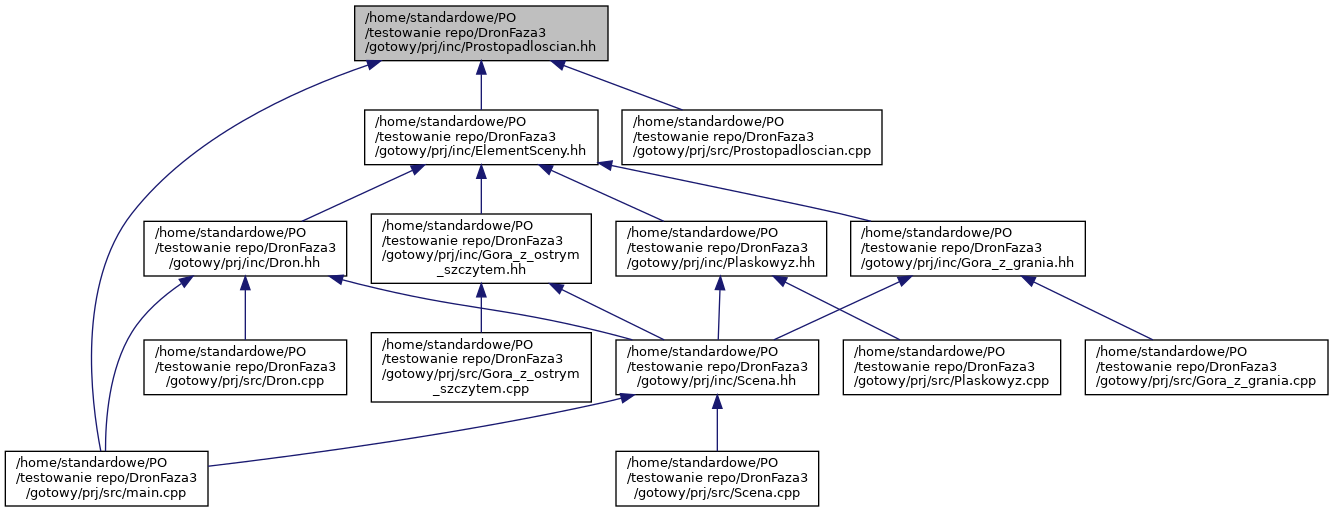 /home/standardowe/PO
/testowanie repo/DronFaza3
/gotowy/prj/inc/Prostopadloscian.hh
/home/standardowe/PO
/testowanie repo/DronFaza3
/gotowy/prj/inc/ElementSceny.hh
/home/standardowe/PO
/testowanie repo/DronFaza3
/gotowy/prj/src/Prostopadloscian.cpp
/home/standardowe/PO
/testowanie repo/DronFaza3
/gotowy/prj/inc/Dron.hh
/home/standardowe/PO
/testowanie repo/DronFaza3
/gotowy/prj/inc/Gora_z_ostrym
_szczytem.hh
/home/standardowe/PO
/testowanie repo/DronFaza3
/gotowy/prj/inc/Plaskowyz.hh
/home/standardowe/PO
/testowanie repo/DronFaza3
/gotowy/prj/inc/Gora_z_grania.hh
/home/standardowe/PO
/testowanie repo/DronFaza3
/gotowy/prj/src/Dron.cpp
/home/standardowe/PO
/testowanie repo/DronFaza3
/gotowy/prj/src/Gora_z_ostrym
_szczytem.cpp
/home/standardowe/PO
/testowanie repo/DronFaza3
/gotowy/prj/inc/Scena.hh
/home/standardowe/PO
/testowanie repo/DronFaza3
/gotowy/prj/src/Plaskowyz.cpp
/home/standardowe/PO
/testowanie repo/DronFaza3
/gotowy/prj/src/Gora_z_grania.cpp
/home/standardowe/PO
/testowanie repo/DronFaza3
/gotowy/prj/src/main.cpp
/home/standardowe/PO
/testowanie repo/DronFaza3
/gotowy/prj/src/Scena.cpp